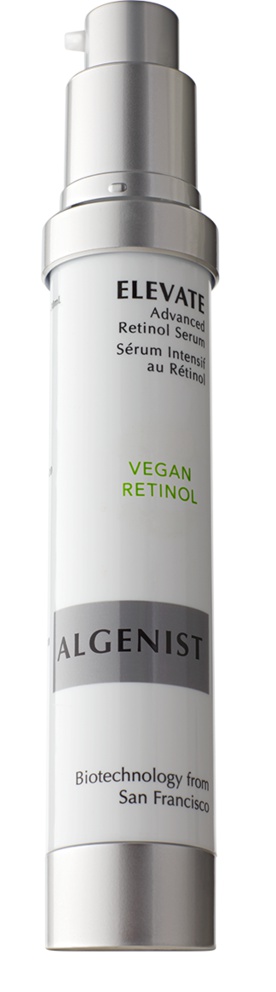 ELEVATE
Advanced
Retinol Serum
Sérum Intensif
au Rétinol
VEGAN
RETINOL
ALGENIST
Biotechnology from
San Francisco